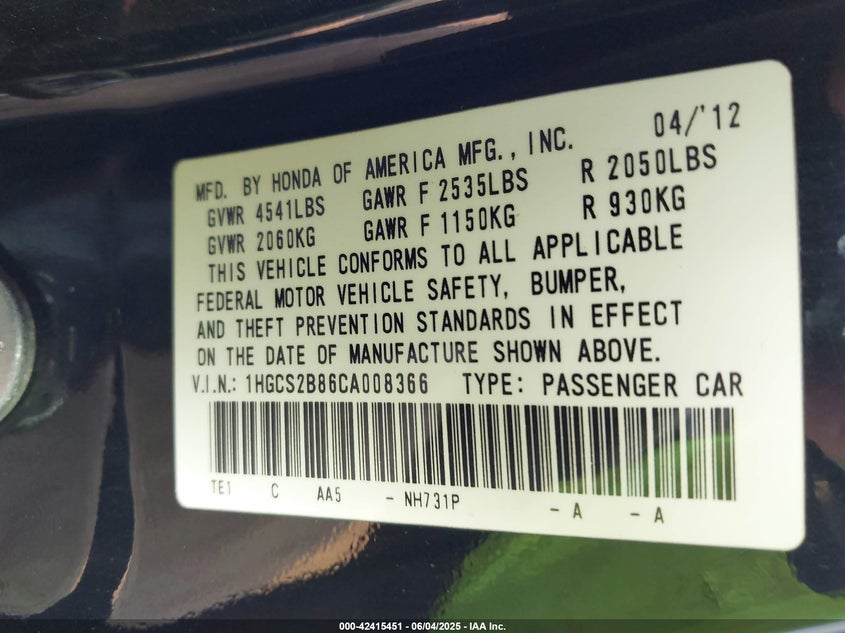 04/'12
MFD. BY HONDA OF AMERICA MFG., INC.
GVWR 4541LBS GAWR F 2535LBS R 2050LBS
GVWR 2060KG GAWR F 1150KG R 930KG
THIS VEHICLE CONFORMS TO ALL APPLICABLE
FEDERAL MOTOR VEHICLE SAFETY, BUMPER,
AND THEFT PREVENTION STANDARDS IN EFFECT
ON THE DATE OF MANUFACTURE SHOWN ABOVE.
V.I.N.: 1HGCS2B86CA008366 TYPE: PASSENGER CAR
TE1 C AA5 - NH731P - A - A
000-42415451 - 06/04/2025 - IAA Inc.